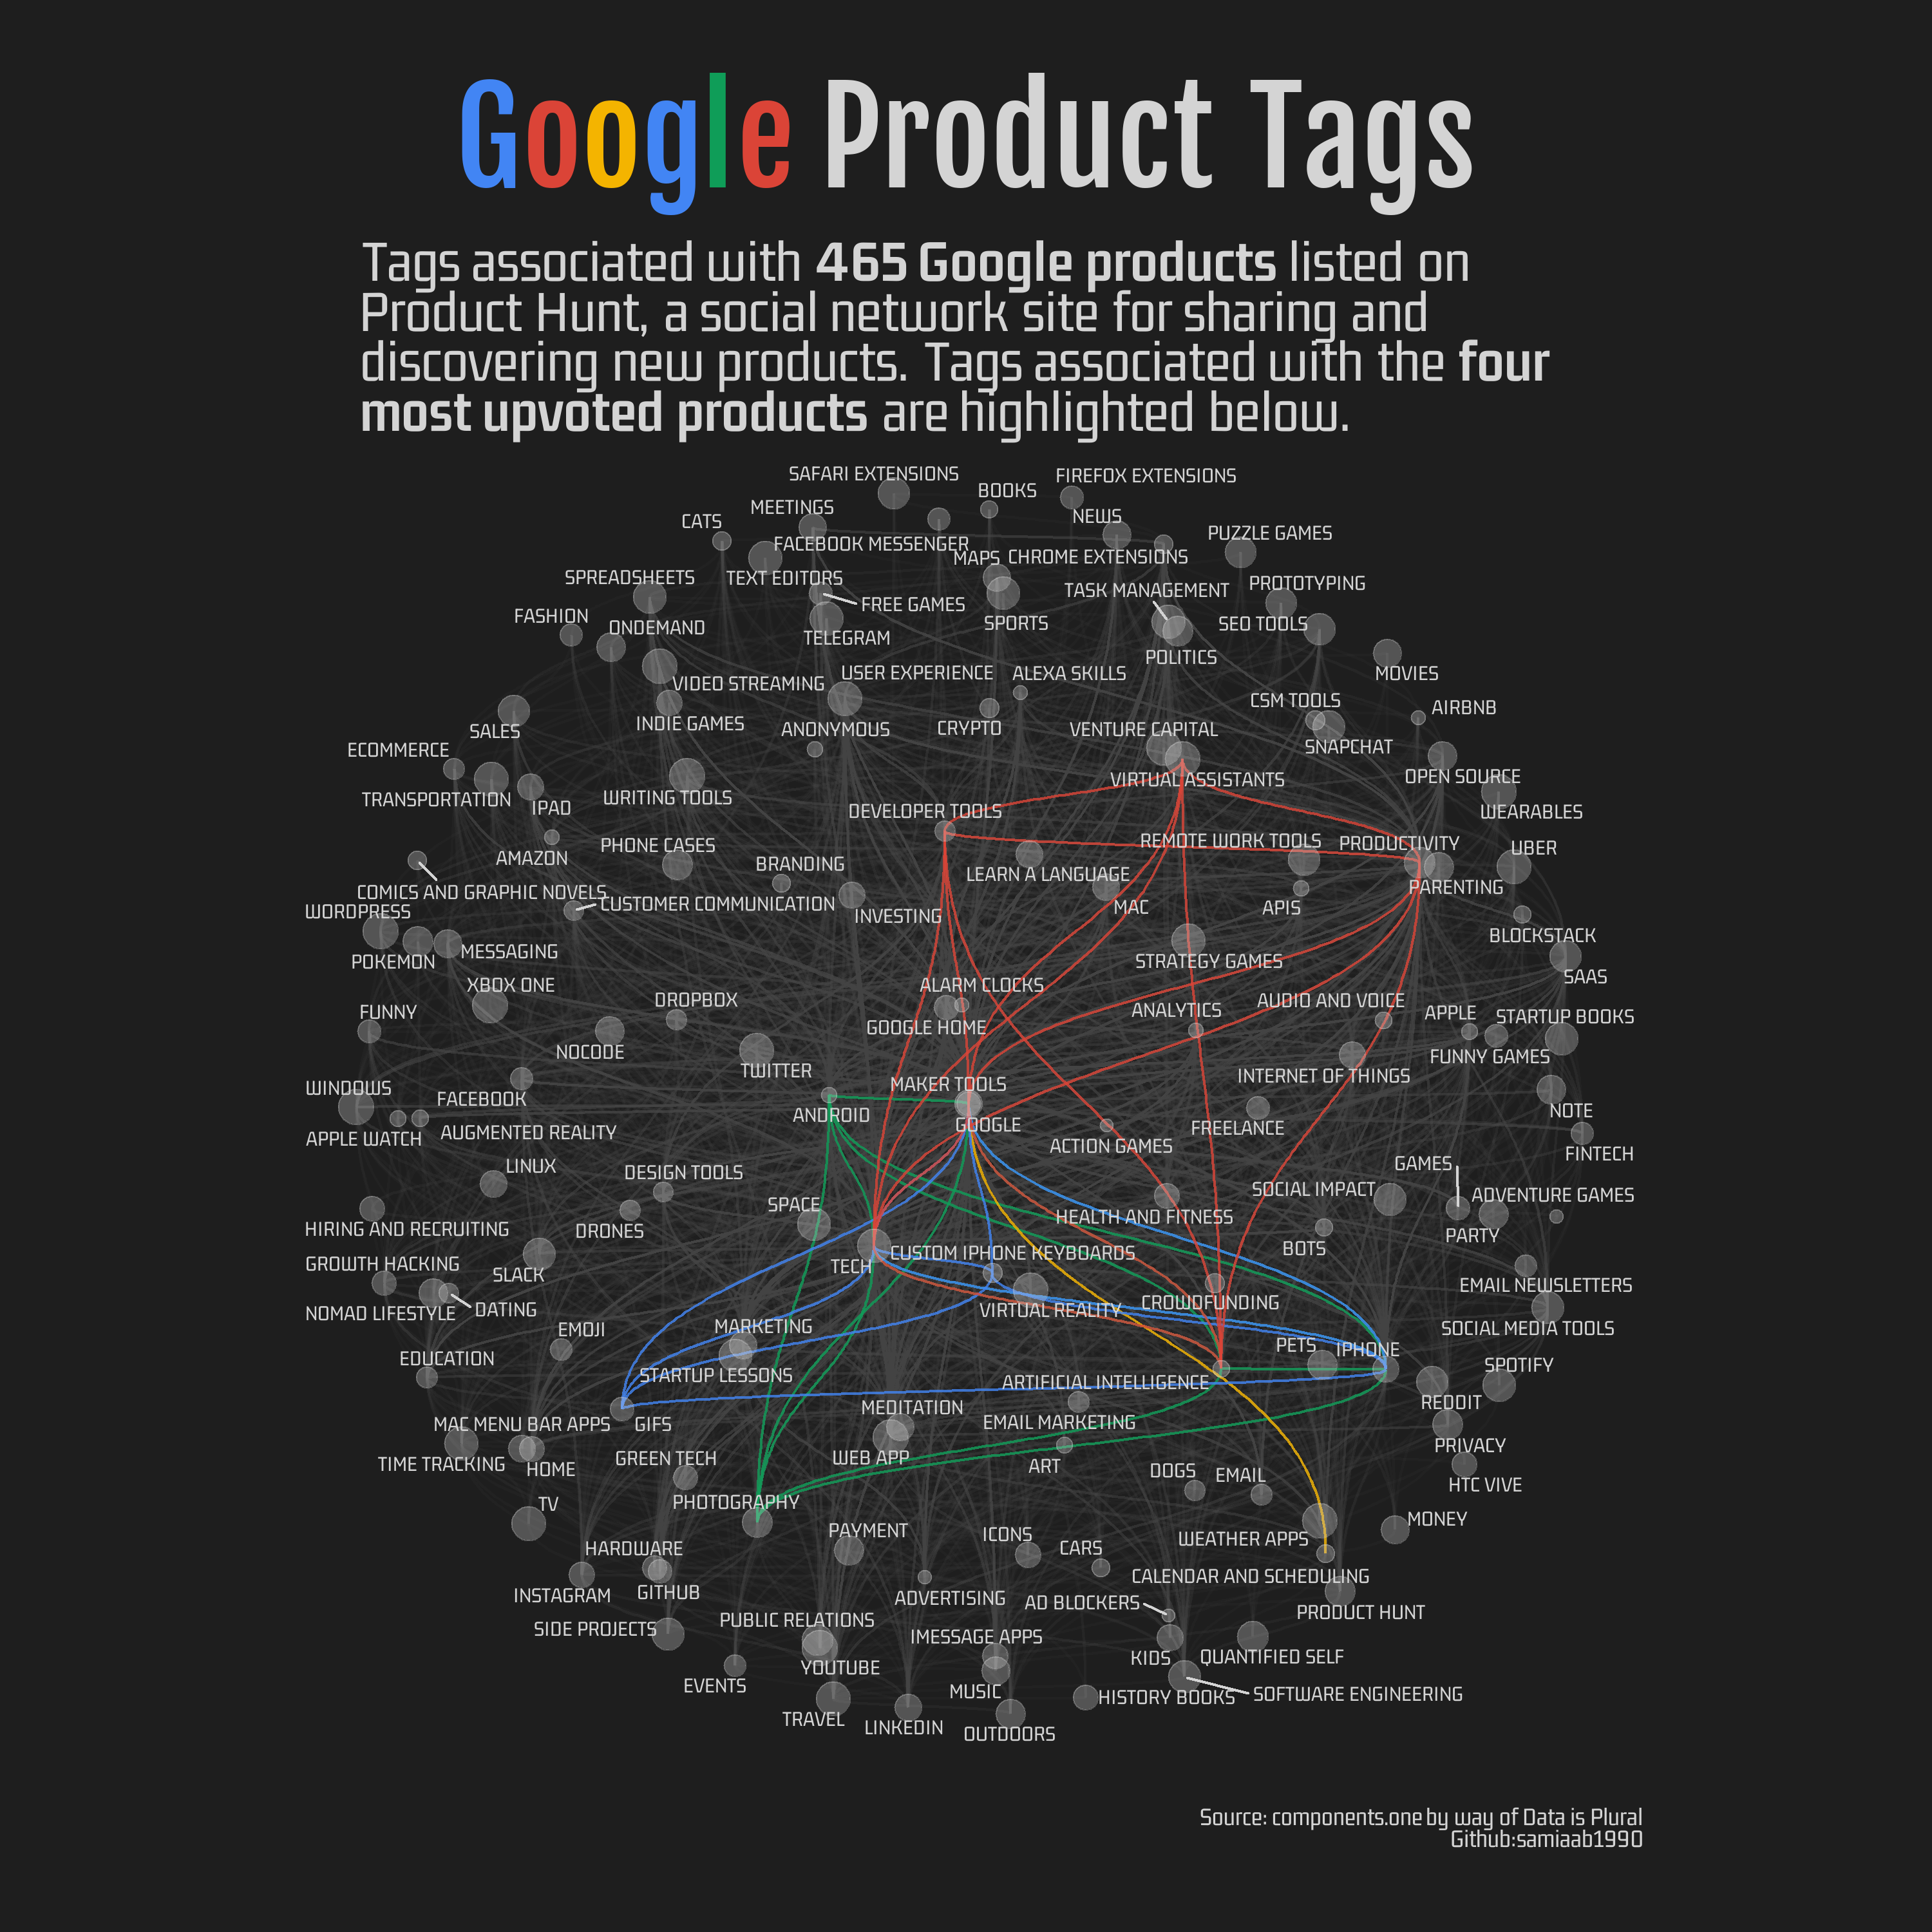 Google Product Tags
Tags associated with 465 Google products listed on
Product Hunt, a social network site for sharing and
discovering new products. Tags associated with the four
most upvoted products are highlighted below.
SAFARI EXTENSIONS
FIREFOX EXTENSIONS
BOOKS
MEETINGS
NEWS
CATS
PUZZLE GAMES
FACEBOOK MESSENGER
MAPS
CHROME EXTENSIONS
SPREADSHEETS
TEXT EDITORS
PROTOTYPING
TASK MANAGEMENT
FREE GAMES
FASHION
ONDEMAND
SPORTS
SEO TOOLS
TELEGRAM
POLITICS
USER EXPERIENCE
ALEXA SKILLS
MOVIES
VIDEO STREAMING
CSM TOOLS
AIRBNB
INDIE GAMES
SALES
ANONYMOUS
CRYPTO
VENTURE CAPITAL
SNAPCHAT
ECOMMERCE
OPEN SOURCE
VIRTUAL ASSISTANTS
TRANSPORTATION
IPAD
WRITING TOOLS
DEVELOPER TOOLS
WEARABLES
PHONE CASES
REMOTE WORK TOOLS
PRODUCTIVITY
UBER
AMAZON
BRANDING
LEARN A LANGUAGE
PARENTING
COMICS AND GRAPHIC NOVELS
CUSTOMER COMMUNICATION
MAC
APIS
WORDPRESS
INVESTING
BLOCKSTACK
MESSAGING
POKEMON
STRATEGY GAMES
SAAS
XBOX ONE
ALARM CLOCKS
DROPBOX
AUDIO AND VOICE
FUNNY
ANALYTICS
APPLE
STARTUP BOOKS
GOOGLE HOME
NOCODE
FUNNY GAMES
TWITTER
INTERNET OF THINGS
WINDOWS
MAKER TOOLS
FACEBOOK
NOTE
ANDROID
GOOGLE
FREELANCE
APPLE WATCH
AUGMENTED REALITY
ACTION GAMES
FINTECH
LINUX
DESIGN TOOLS
GAMES
SOCIAL IMPACT
ADVENTURE GAMES
SPACE
HEALTH AND FITNESS
HIRING AND RECRUITING
DRONES
PARTY
BOTS
CUSTOM IPHONE KEYBOARDS
GROWTH HACKING
TECH
SLACK
EMAIL NEWSLETTERS
CROWDFUNDING
NOMAD LIFESTYLE
DATING
VIRTUAL REALITY
EMOJI
MARKETING
SOCIAL MEDIA TOOLS
PETS
IPHONE
EDUCATION
SPOTIFY
STARTUP LESSONS
ARTIFICIAL INTELLIGENCE
REDDIT
MEDITATION
MAC MENU BAR APPS
GIFS
EMAIL MARKETING
PRIVACY
GREEN TECH
WEB APP
TIME TRACKING
HOME
ART
DOGS
EMAIL
HTC VIVE
TV
PHOTOGRAPHY
MONEY
PAYMENT
ICONS
WEATHER APPS
HARDWARE
CARS
CALENDAR AND SCHEDULING
GITHUB
INSTAGRAM
ADVERTISING
AD BLOCKERS
PRODUCT HUNT
PUBLIC RELATIONS
SIDE PROJECTS
IMESSAGE APPS
KIDS
QUANTIFIED SELF
YOUTUBE
EVENTS
MUSIC
HISTORY BOOKS
SOFTWARE ENGINEERING
TRAVEL
LINKEDIN
OUTDOORS
Source: components.one by way of Data is Plural
Github:samiaab1990